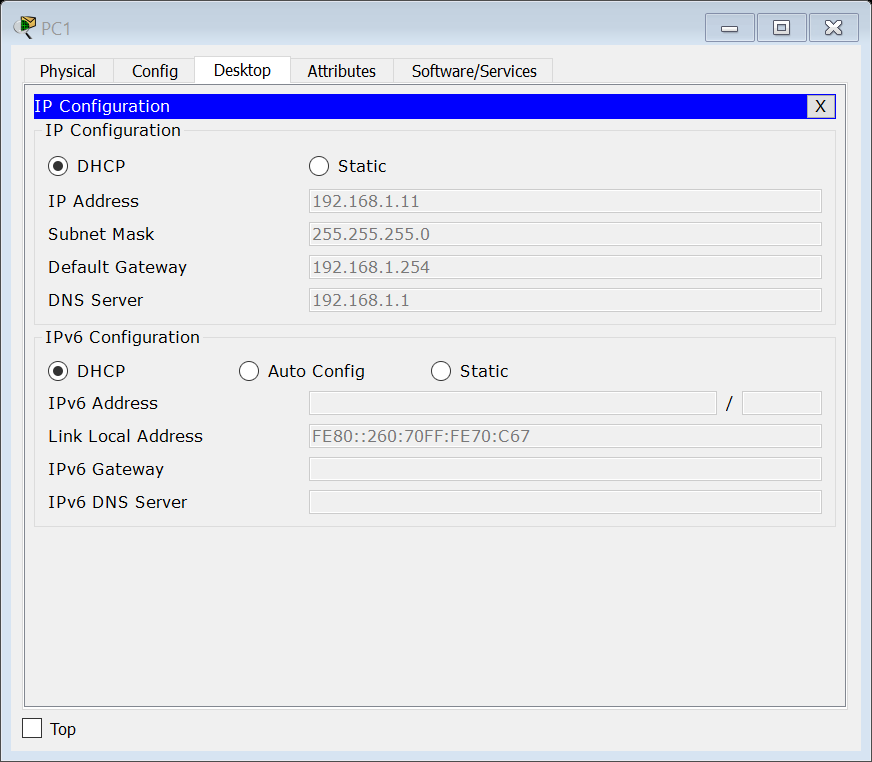 PC1
Physical Config Desktop Attributes Software/Services
IP Configuration X
IP Configuration
DHCP Static
IP Address 192.168.1.11
Subnet Mask 255.255.255.0
Default Gateway 192.168.1.254
DNS Server 192.168.1.1
IPv6 Configuration
DHCP Auto Config Static
IPv6 Address /
Link Local Address FE80::260:70FF:FE70:C67
IPv6 Gateway
IPv6 DNS Server
Top